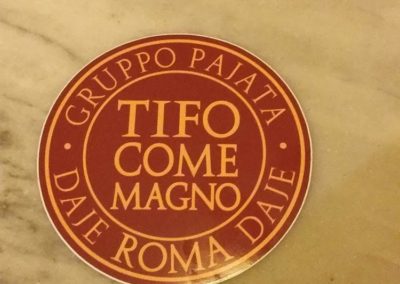 · GRUPPO PAJATA ·
TIFO
COME
MAGNO
DAJE ROMA DAJE